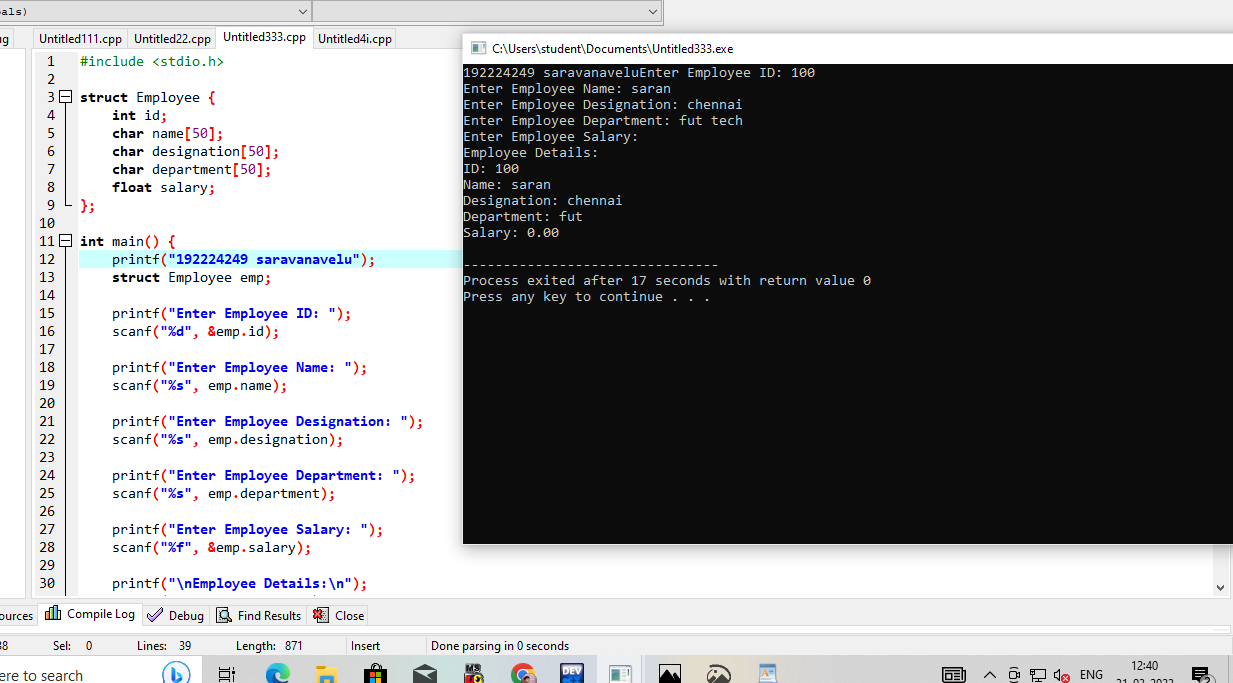 als)
Untitled111.cpp Untitled22.cpp Untitled333.cpp Untitled4i.cpp
1 #include <stdio.h>
2
3 struct Employee {
4 int id;
5 char name[50];
6 char designation[50];
7 char department[50];
8 float salary;
9 };
10
11 int main() {
12 printf("192224249 saravanavelu");
13 struct Employee emp;
14
15 printf("Enter Employee ID: ");
16 scanf("%d", &emp.id);
17
18 printf("Enter Employee Name: ");
19 scanf("%s", emp.name);
20
21 printf("Enter Employee Designation: ");
22 scanf("%s", emp.designation);
23
24 printf("Enter Employee Department: ");
25 scanf("%s", emp.department);
26
27 printf("Enter Employee Salary: ");
28 scanf("%f", &emp.salary);
29
30 printf("\nEmployee Details:\n");
C:\Users\student\Documents\Untitled333.exe
192224249 saravanaveluEnter Employee ID: 100
Enter Employee Name: saran
Enter Employee Designation: chennai
Enter Employee Department: fut tech
Enter Employee Salary:
Employee Details:
ID: 100
Name: saran
Designation: chennai
Department: fut
Salary: 0.00
--------------------------------
Process exited after 17 seconds with return value 0
Press any key to continue . . .
ources Compile Log Debug Find Results Close
38 Sel: 0 Lines: 39 Length: 871 Insert Done parsing in 0 seconds
ere to search DEV ENG 12:40